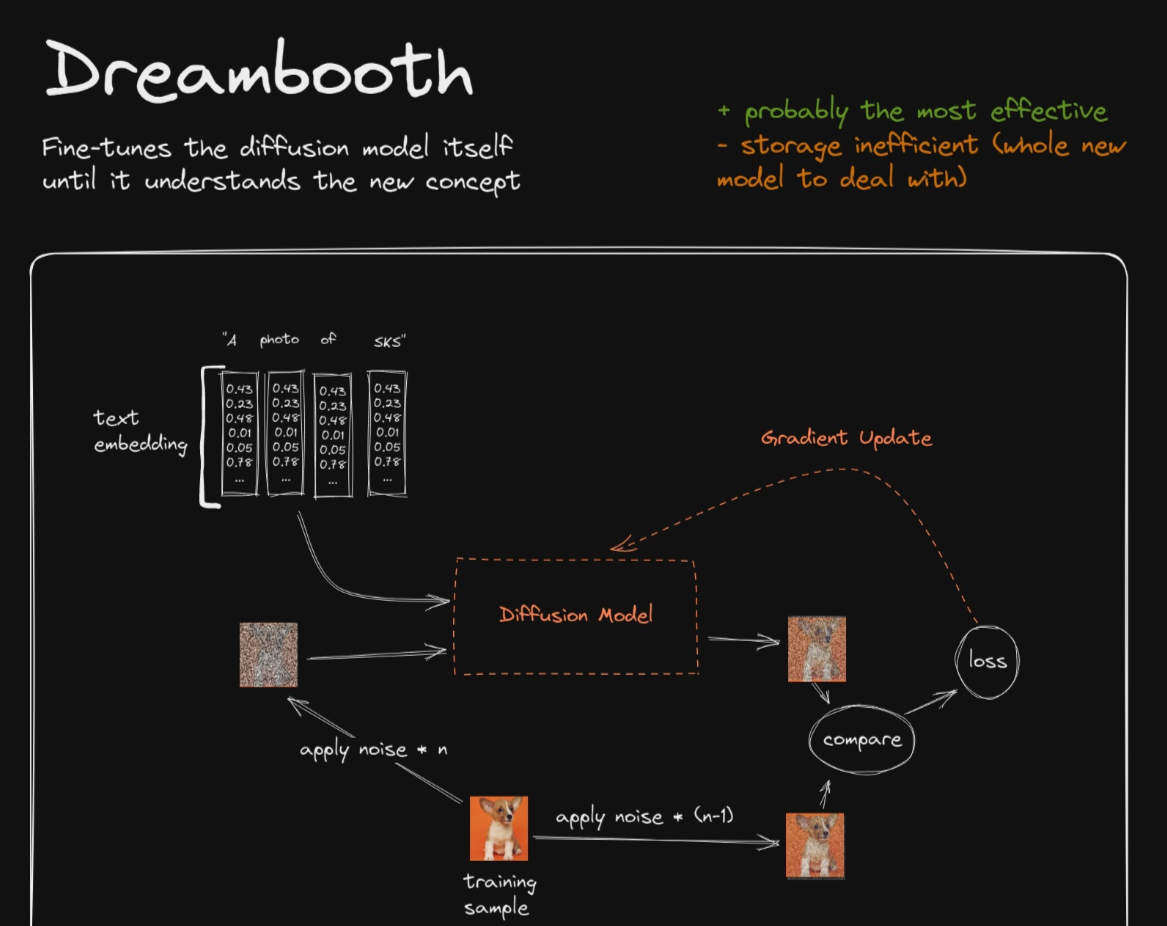 Dreambooth
Fine-tunes the diffusion model itself
until it understands the new concept
+ probably the most effective
- storage inefficient (whole new
model to deal with)
"A photo of SKS"
text
embedding
0.43 0.43 0.43 0.43
0.23 0.23 0.23 0.23
0.48 0.48 0.48 0.48
0.01 0.01 0.01 0.01
0.05 0.05 0.05 0.05
0.78 0.78 0.78 0.78
... ... ... ...
Gradient Update
Diffusion Model
loss
compare
apply noise * n
apply noise * (n-1)
training
sample